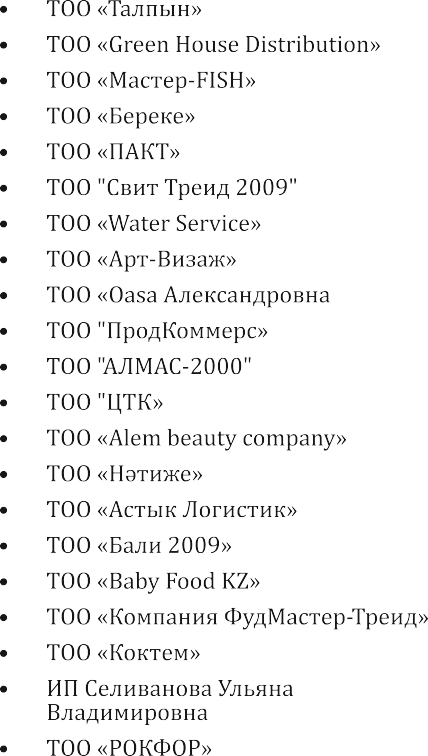 • ТОО «Талпын»
• ТОО «Green House Distribution»
• ТОО «Мастер-FISH»
• ТОО «Береке»
• ТОО «ПАКТ»
• ТОО "Свит Треид 2009"
• ТОО «Water Service»
• ТОО «Арт-Визаж»
• ТОО «Oasa Александровна
• ТОО "ПродКоммерс»
• ТОО "АЛМАС-2000"
• ТОО "ЦТК»
• ТОО «Alem beauty company»
• ТОО «Нәтиже»
• ТОО «Астык Логистик»
• ТОО «Бали 2009»
• ТОО «Baby Food KZ»
• ТОО «Компания ФудМастер-Треид»
• ТОО «Коктем»
• ИП Селиванова Ульяна
Владимировна
• ТОО «РОКФОР»